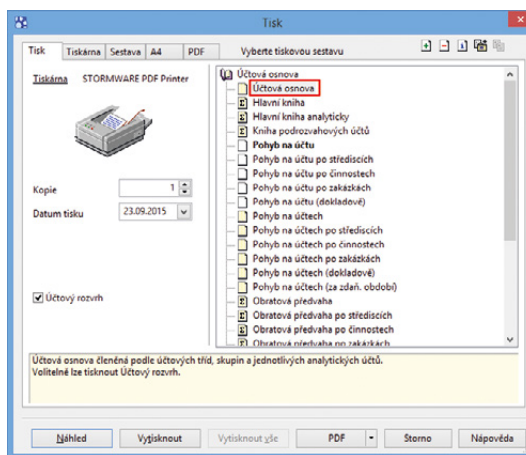 Tisk
Tisk Tiskárna Sestava A4 PDF Vyberte tiskovou sestavu
Tiskárna STORMWARE PDF Printer
Kopie 1
Datum tisku 23.09.2015
Účtový rozvrh
Účtová osnova
Účtová osnova
Hlavní kniha
Hlavní kniha analyticky
Kniha podrozvahových účtů
Pohyb na účtu
Pohyb na účtu po střediscích
Pohyb na účtu po činnostech
Pohyb na účtu po zakázkách
Pohyb na účtu (dokladově)
Pohyb na účtech
Pohyb na účtech po střediscích
Pohyb na účtech po činnostech
Pohyb na účtech po zakázkách
Pohyb na účtech (dokladově)
Pohyb na účtech (za zdaň. období)
Obratová předvaha
Obratová předvaha po střediscích
Obratová předvaha po činnostech
Obratová předvaha po zakázkách
Účtová osnova členěná podle účtových tříd, skupin a jednotlivých analytických účtů.
Volitelně lze tisknout Účtový rozvrh.
Náhled Vytisknout Vytisknout vše PDF Storno Nápověda